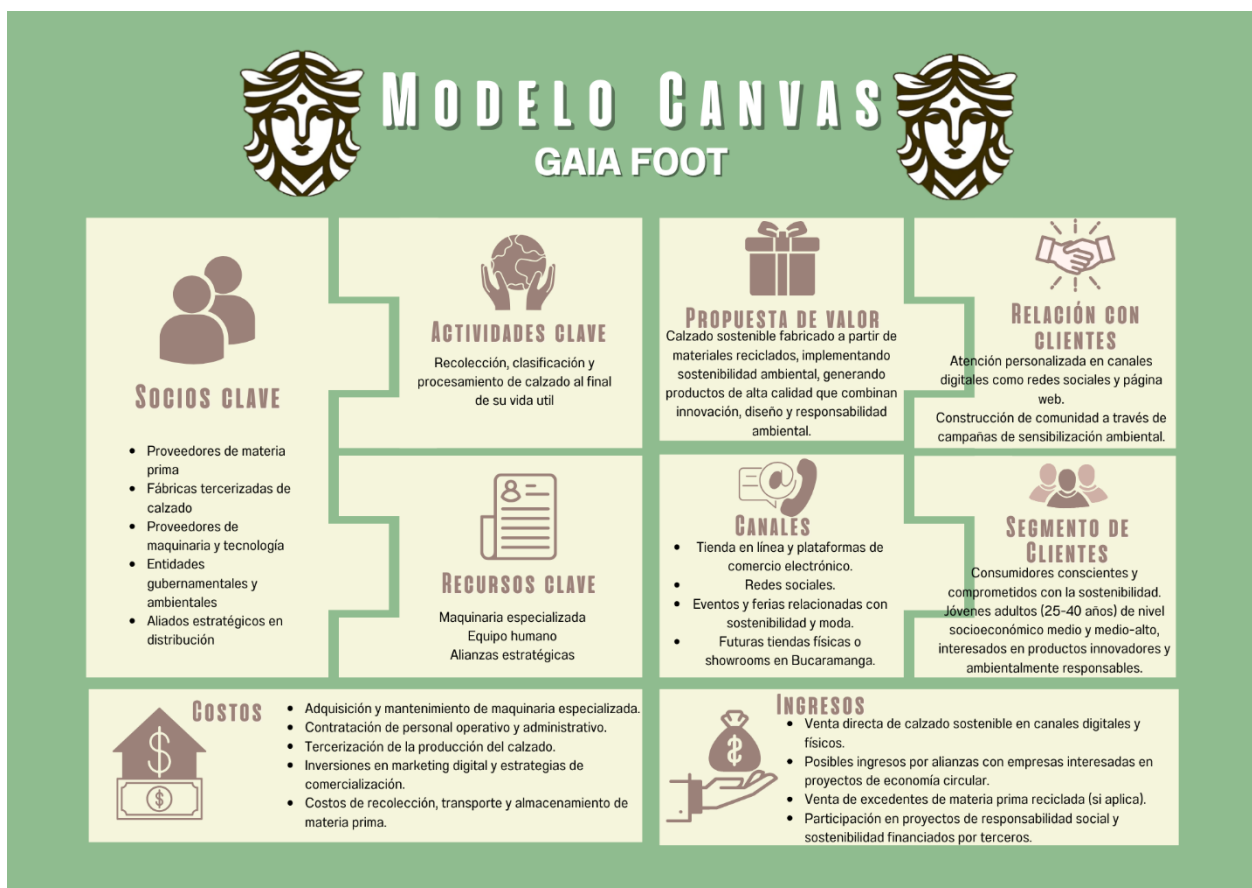 MODELO CANVAS
GAIA FOOT
SOCIOS CLAVE
• Proveedores de materia
prima
• Fábricas tercerizadas de
calzado
• Proveedores de
maquinaria y tecnología
• Entidades
gubernamentales y
ambientales
• Aliados estratégicos en
distribución
ACTIVIDADES CLAVE
Recolección, clasificación y
procesamiento de calzado al final
de su vida util
RECURSOS CLAVE
Maquinaria especializada
Equipo humano
Alianzas estratégicas
PROPUESTA DE VALOR
Calzado sostenible fabricado a partir de
materiales reciclados, implementando
sostenibilidad ambiental, generando
productos de alta calidad que combinan
innovación, diseño y responsabilidad
ambiental.
RELACIÓN CON
CLIENTES
Atención personalizada en canales
digitales como redes sociales y página
web.
Construcción de comunidad a través de
campañas de sensibilización ambiental.
CANALES
• Tienda en línea y plataformas de
comercio electrónico.
• Redes sociales.
• Eventos y ferias relacionadas con
sostenibilidad y moda.
• Futuras tiendas físicas o
showrooms en Bucaramanga.
SEGMENTO DE
CLIENTES
Consumidores conscientes y
comprometidos con la sostenibilidad.
Jóvenes adultos (25-40 años) de nivel
socioeconómico medio y medio-alto,
interesados en productos innovadores y
ambientalmente responsables.
COSTOS
• Adquisición y mantenimiento de maquinaria especializada.
• Contratación de personal operativo y administrativo.
• Tercerización de la producción del calzado.
• Inversiones en marketing digital y estrategias de
comercialización.
• Costos de recolección, transporte y almacenamiento de
materia prima.
INGRESOS
• Venta directa de calzado sostenible en canales digitales y
físicos.
• Posibles ingresos por alianzas con empresas interesadas en
proyectos de economía circular.
• Venta de excedentes de materia prima reciclada (si aplica).
• Participación en proyectos de responsabilidad social y
sostenibilidad financiados por terceros.